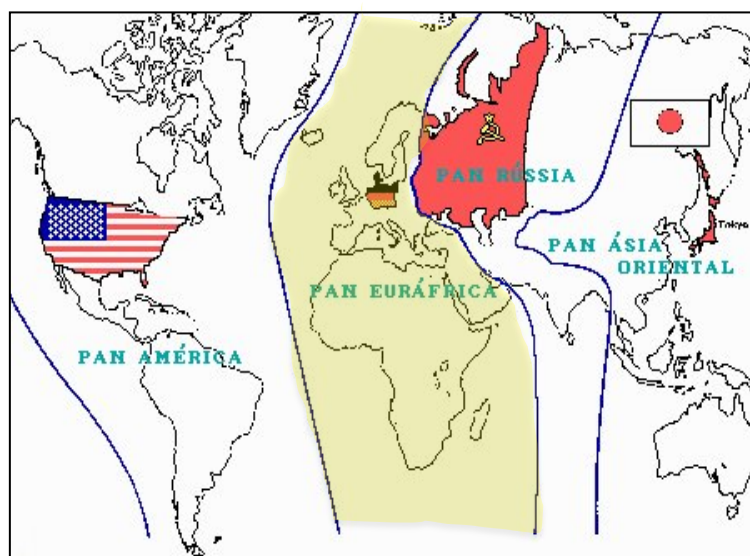 PAN RÚSSIA
Tokyo
PAN ÁSIA
ORIENTAL
PAN EURÁFRICA
PAN AMÉRICA